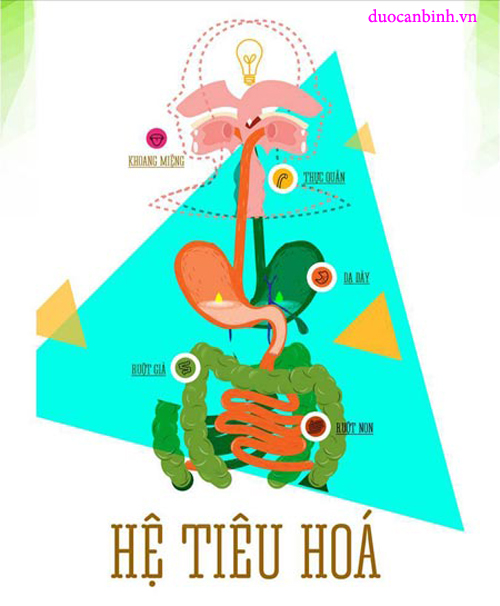 duocanbinh.vn
KHOANG MIỆNG
THỰC QUẢN
DẠ DÀY
RUỘT GIÀ
RUỘT NON
HỆ TIÊU HOÁ